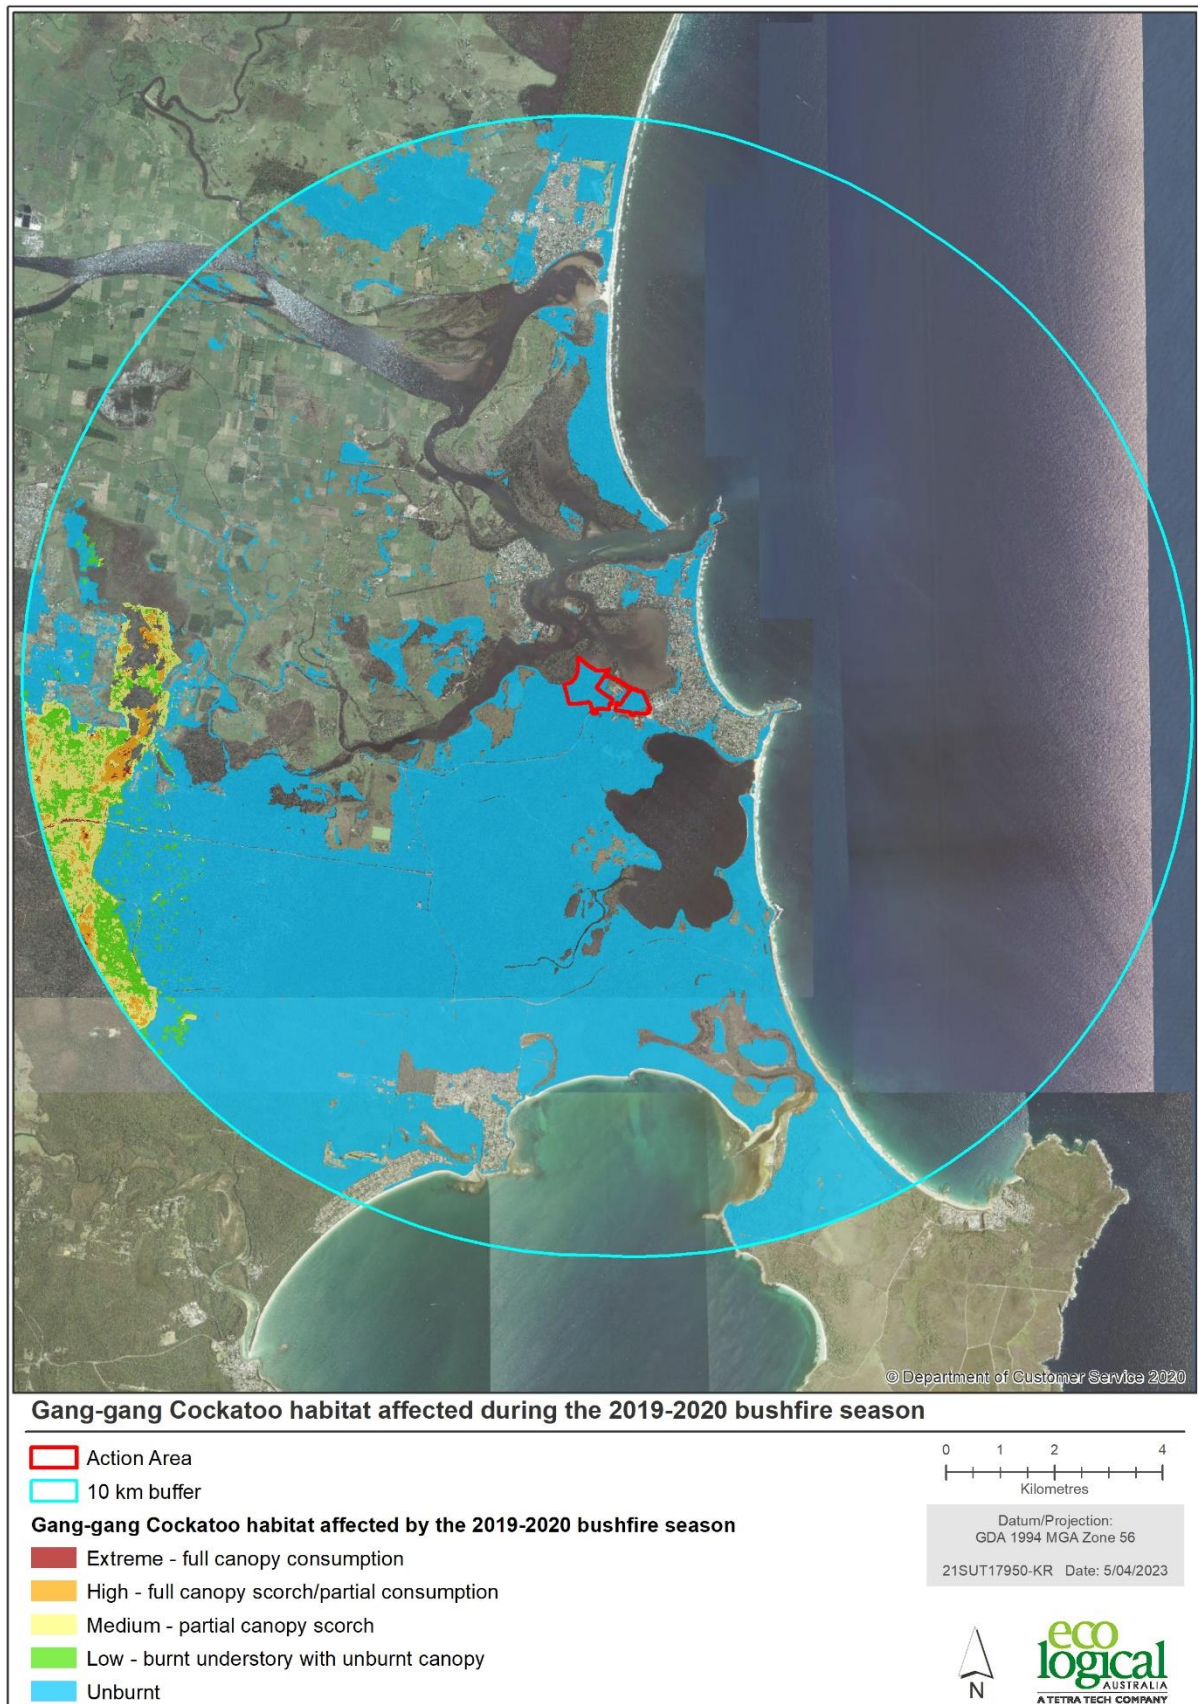 © Department of Customer Service 2020
Gang-gang Cockatoo habitat affected during the 2019-2020 bushfire season
Action Area
10 km buffer
Gang-gang Cockatoo habitat affected by the 2019-2020 bushfire season
Extreme - full canopy consumption
High - full canopy scorch/partial consumption
Medium - partial canopy scorch
Low - burnt understory with unburnt canopy
Unburnt
0 1 2 4
Kilometres
Datum/Projection:
GDA 1994 MGA Zone 56
21SUT17950-KR Date: 5/04/2023
N
eco
logical
AUSTRALIA
A TETRA TECH COMPANY